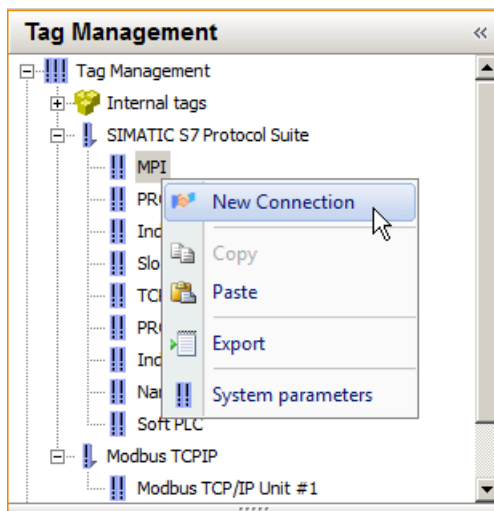 Tag Management
Tag Management
Internal tags
SIMATIC S7 Protocol Suite
MPI
New Connection
Copy
Paste
Export
System parameters
Soft PLC
Modbus TCPIP
Modbus TCP/IP Unit #1